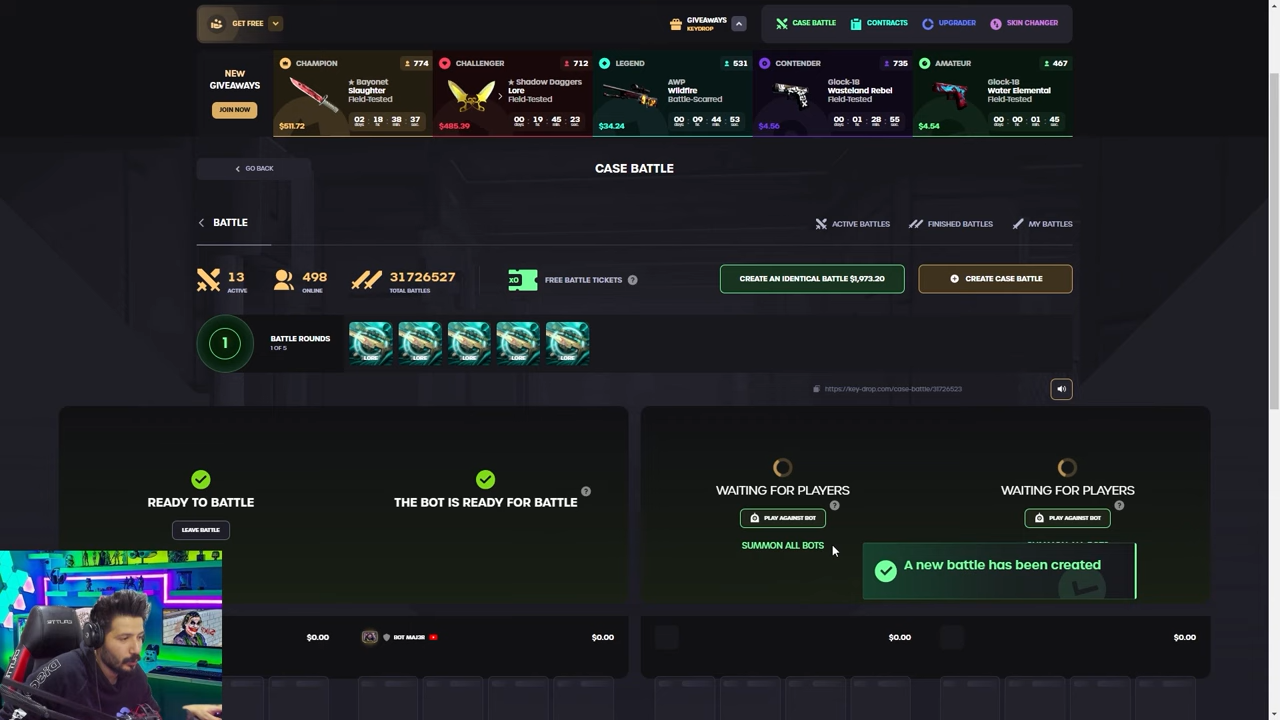 GET FREE
GIVEAWAYS
KEYDROP
CASE BATTLE
CONTRACTS
UPGRADER
SKIN CHANGER
NEW
GIVEAWAYS
JOIN NOW
CHAMPION
774
★ Bayonet
Slaughter
Field-Tested
$511.72
02 18 38 37
CHALLENGER
712
★ Shadow Daggers
Lore
Field-Tested
$485.39
00 19 45 23
LEGEND
531
AWP
Wildfire
Battle-Scarred
$34.24
00 09 44 53
CONTENDER
735
Glock-18
Wasteland Rebel
Field-Tested
$4.56
00 01 28 55
AMATEUR
467
Glock-18
Water Elemental
Field-Tested
$4.54
00 00 01 45
GO BACK
CASE BATTLE
BATTLE
ACTIVE BATTLES
FINISHED BATTLES
MY BATTLES
13
ACTIVE
498
ONLINE
31726527
TOTAL BATTLES
X0
FREE BATTLE TICKETS
?
CREATE AN IDENTICAL BATTLE $1,973.20
CREATE CASE BATTLE
1
BATTLE ROUNDS
1 OF 5
LORE
LORE
LORE
LORE
LORE
https://key-drop.com/case-battle/31726523
READY TO BATTLE
LEAVE BATTLE
THE BOT IS READY FOR BATTLE
?
WAITING FOR PLAYERS
?
PLAY AGAINST BOT
SUMMON ALL BOTS
WAITING FOR PLAYERS
?
PLAY AGAINST BOT
A new battle has been created
$0.00
BOT MAJ3R
$0.00
$0.00
$0.00